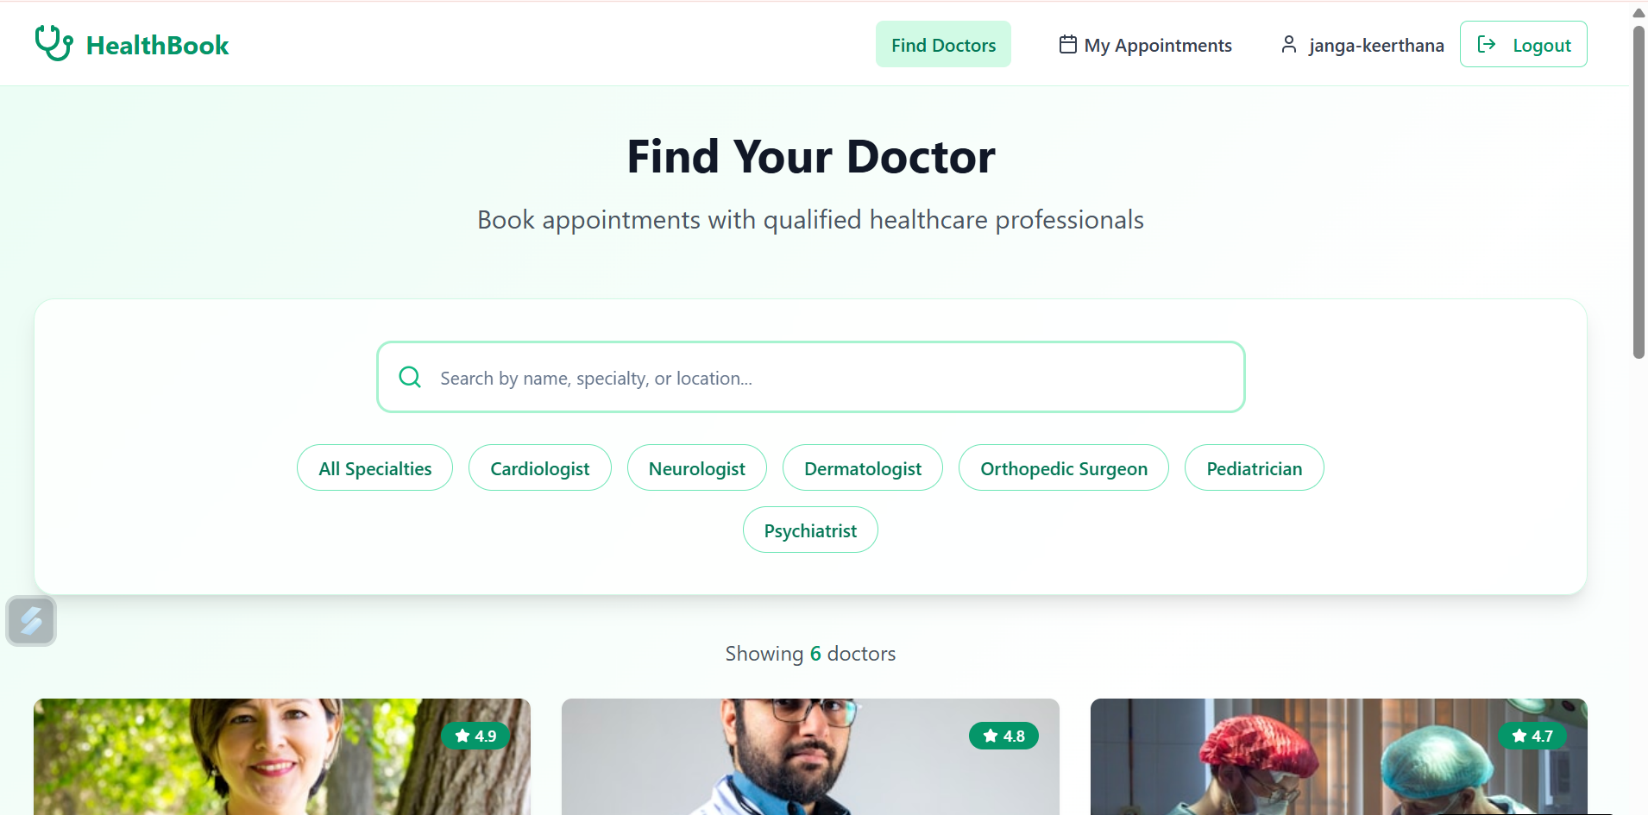 HealthBook
Find Doctors
My Appointments
janga-keerthana
Logout
Find Your Doctor
Book appointments with qualified healthcare professionals
Search by name, specialty, or location...
All Specialties
Cardiologist
Neurologist
Dermatologist
Orthopedic Surgeon
Pediatrician
Psychiatrist
Showing 6 doctors
4.9
4.8
4.7